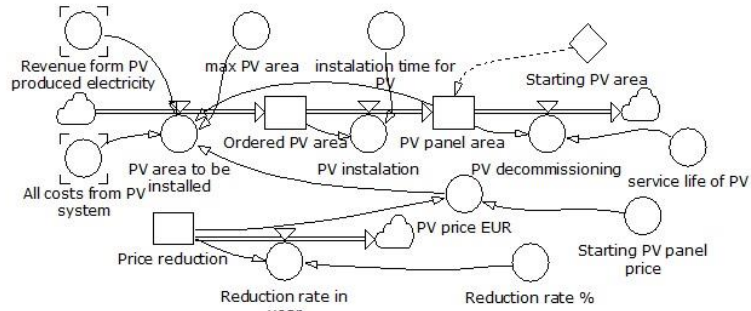 Revenue form PV
produced electricity
max PV area
instalation time for
PV
Starting PV area
Ordered PV area
PV panel area
PV area to be
installed
PV instalation
PV decommissioning
service life of PV
All costs from PV
system
PV price EUR
Starting PV panel
price
Price reduction
Reduction rate in
Reduction rate %